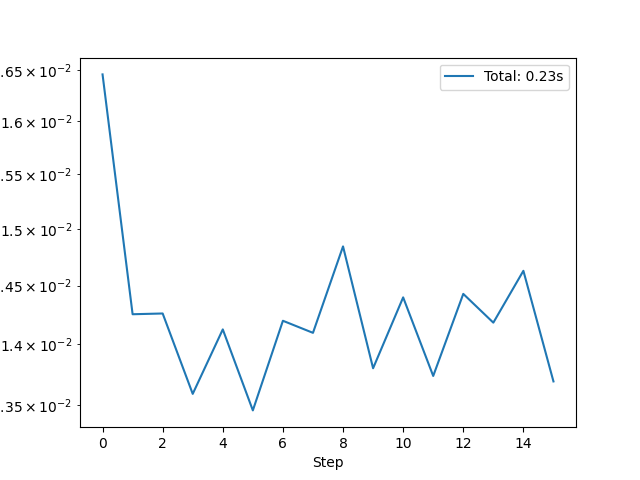 Total: 0.23s
.65 × 10⁻²
1.6 × 10⁻²
.55 × 10⁻²
1.5 × 10⁻²
.45 × 10⁻²
1.4 × 10⁻²
.35 × 10⁻²
0 2 4 6 8 10 12 14
Step